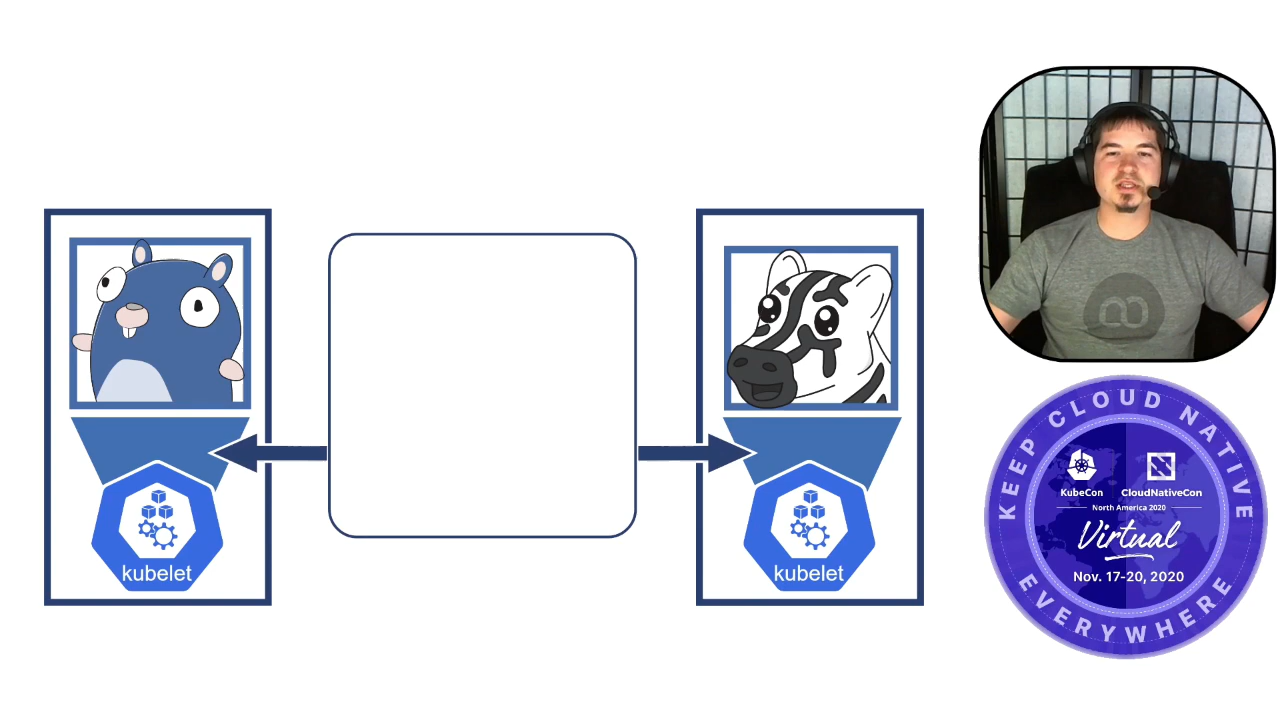 kubelet
kubelet
KEEP CLOUD NATIVE
KubeCon
CloudNativeCon
North America 2020
Virtual
Nov. 17-20, 2020
EVERYWHERE